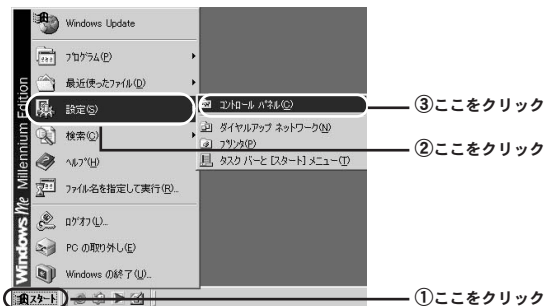 Windows Update
プログラム(P)
最近使ったファイル(D)
設定(S)
検索(C)
ヘルプ(H)
ファイル名を指定して実行(R)...
ログオフ(L)...
PC の取り外し(E)
Windows の終了(U)...
Windows Me Millennium Edition
コントロール パネル(C)
ダイヤルアップ ネットワーク(N)
プリンタ(P)
タスク バーと [スタート] メニュー(T)
スタート
③ここをクリック
②ここをクリック
①ここをクリック